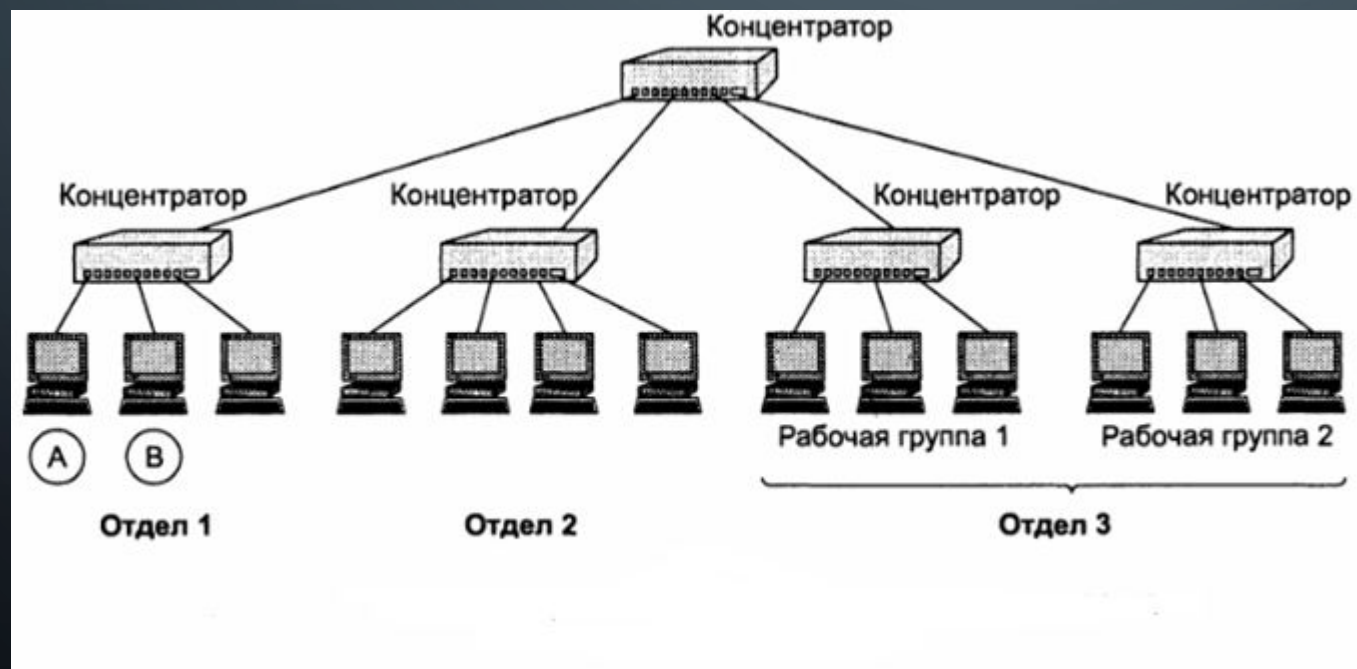 Концентратор
Концентратор
Концентратор
Концентратор
Концентратор
Рабочая группа 1
Рабочая группа 2
A
B
Отдел 1
Отдел 2
Отдел 3